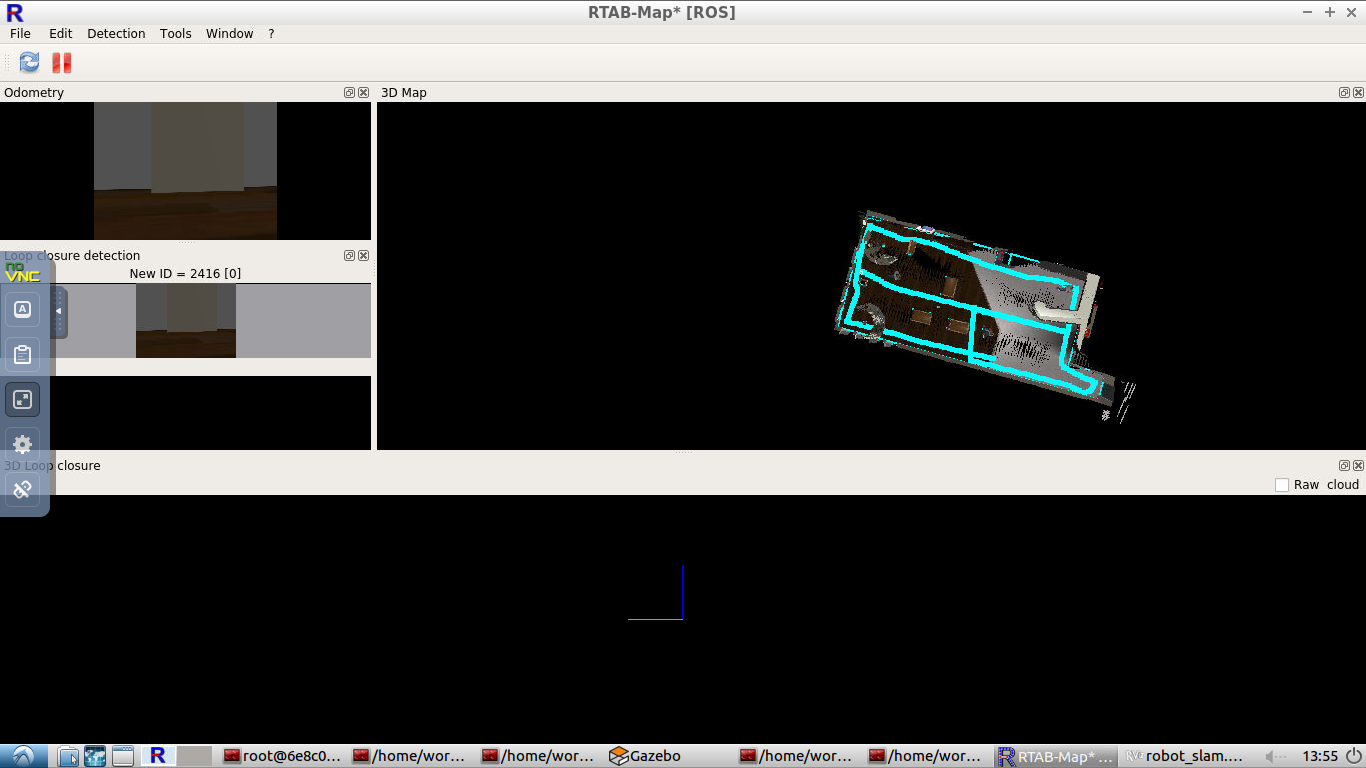 RTAB-Map* [ROS]
File Edit Detection Tools Window ?
Odometry
3D Map
Loop closure detection
no
VNC
New ID = 2416 [0]
A
3D Loop closure
Raw cloud
root@6e8c0...
/home/wor...
/home/wor...
Gazebo
/home/wor...
/home/wor...
RTAB-Map* ...
robot_slam....
13:55